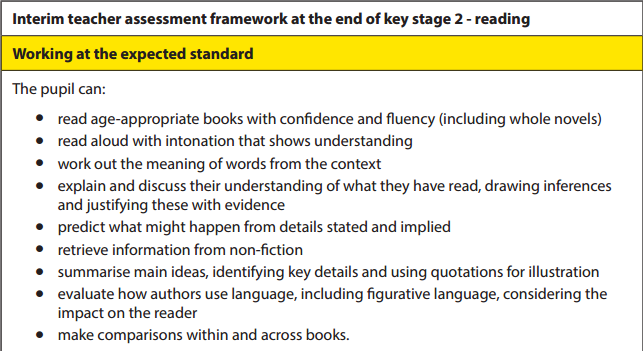 Interim teacher assessment framework at the end of key stage 2 - reading
Working at the expected standard
The pupil can:
● read age-appropriate books with confidence and fluency (including whole novels)
● read aloud with intonation that shows understanding
● work out the meaning of words from the context
● explain and discuss their understanding of what they have read, drawing inferences
and justifying these with evidence
● predict what might happen from details stated and implied
● retrieve information from non-fiction
● summarise main ideas, identifying key details and using quotations for illustration
● evaluate how authors use language, including figurative language, considering the
impact on the reader
● make comparisons within and across books.